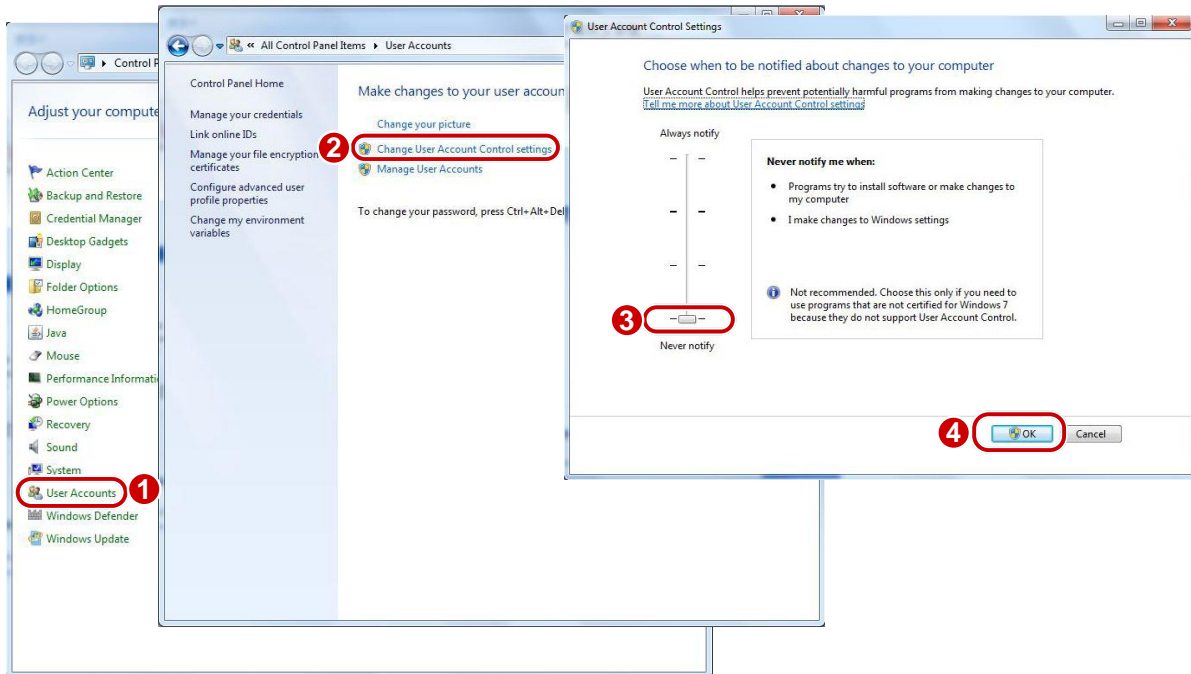 Control P
Adjust your compute
Action Center
Backup and Restore
Credential Manager
Desktop Gadgets
Display
Folder Options
HomeGroup
Java
Mouse
Performance Informati
Power Options
Recovery
Sound
System
User Accounts
1
Windows Defender
Windows Update
« All Control Panel Items User Accounts
Control Panel Home
Manage your credentials
Link online IDs
Manage your file encryption
certificates
Configure advanced user
profile properties
Change my environment
variables
Make changes to your user accoun
Change your picture
2
Change User Account Control settings
Manage User Accounts
To change your password, press Ctrl+Alt+Del
User Account Control Settings
Choose when to be notified about changes to your computer
User Account Control helps prevent potentially harmful programs from making changes to your computer.
Tell me more about User Account Control settings
Always notify
Never notify me when:
• Programs try to install software or make changes to
my computer
• I make changes to Windows settings
Not recommended. Choose this only if you need to
use programs that are not certified for Windows 7
because they do not support User Account Control.
3
Never notify
4
OK
Cancel